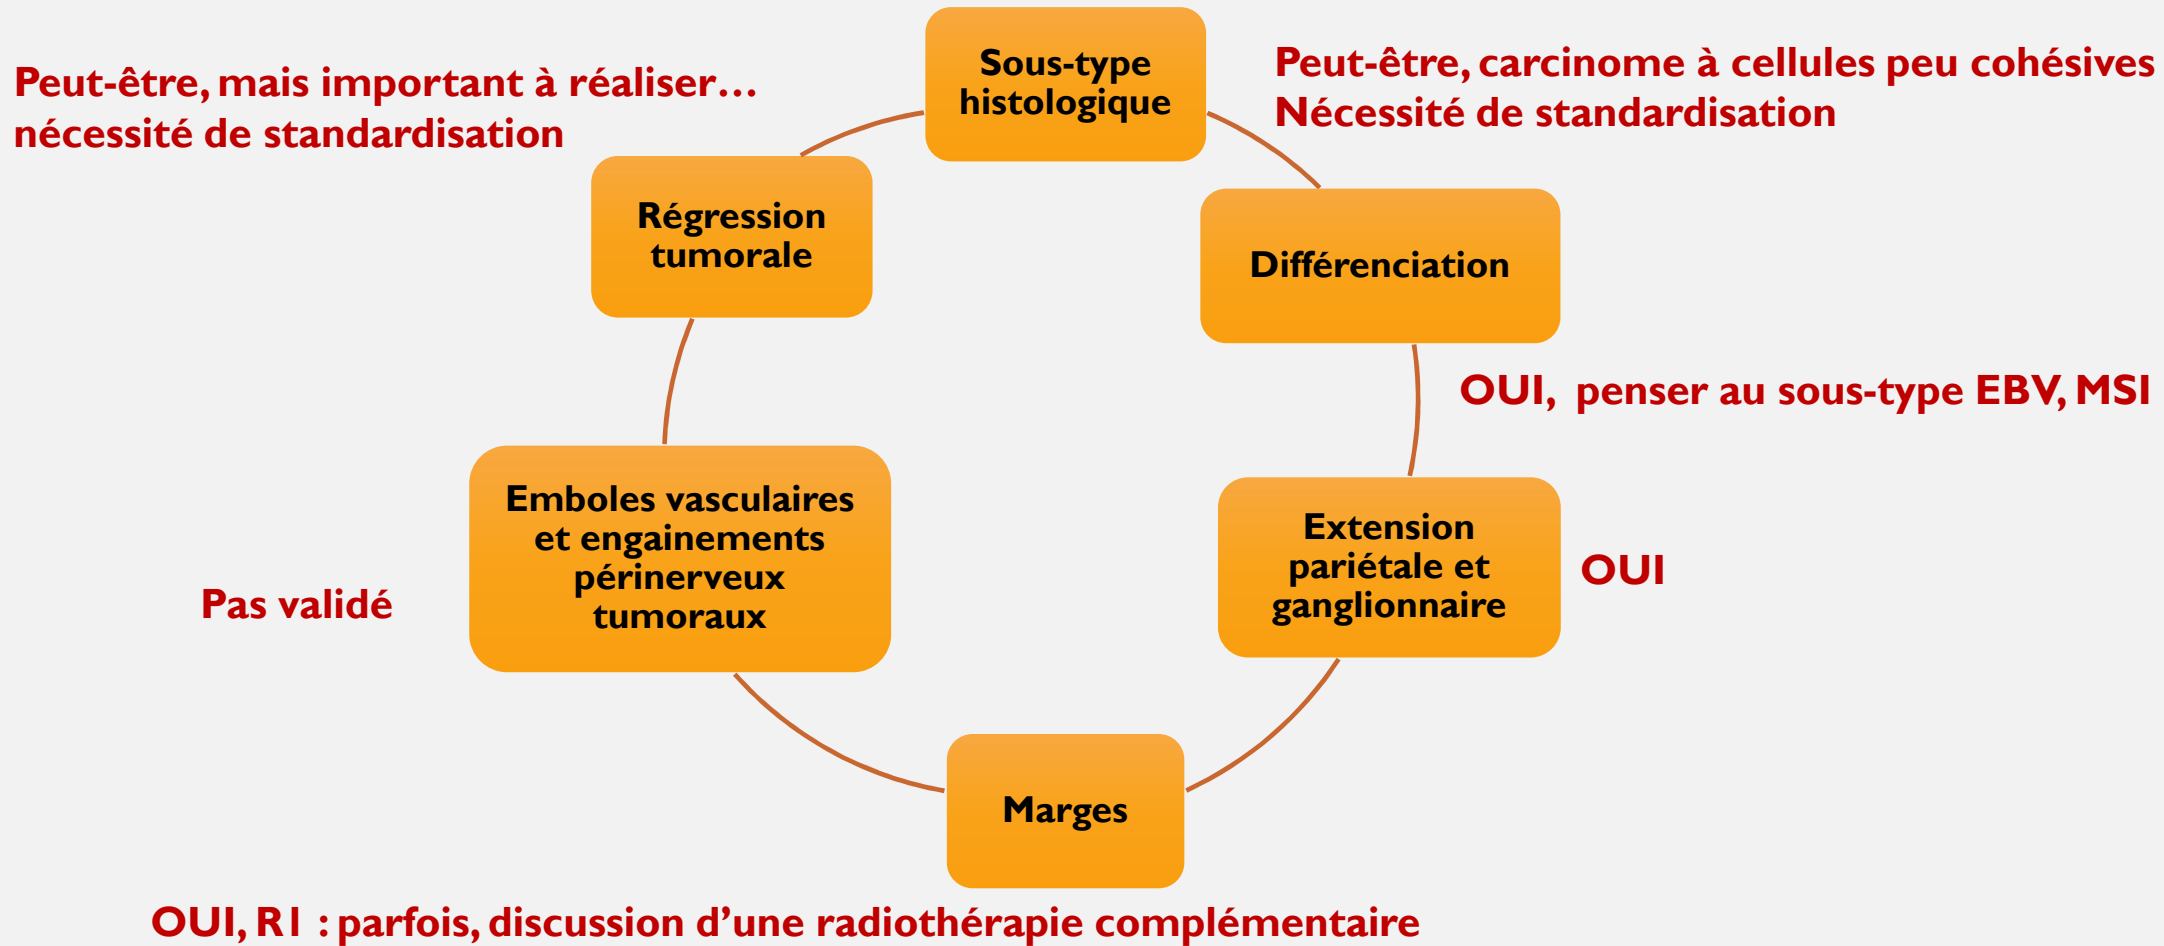 Sous-type
histologique
Peut-être, carcinome à cellules peu cohésives
Nécessité de standardisation
Peut-être, mais important à réaliser…
nécessité de standardisation
Régression
tumorale
Différenciation
OUI, penser au sous-type EBV, MSI
Emboles vasculaires
et engainements
périnerveux
tumoraux
Extension
pariétale et
ganglionnaire
OUI
Pas validé
Marges
OUI, R1 : parfois, discussion d’une radiothérapie complémentaire